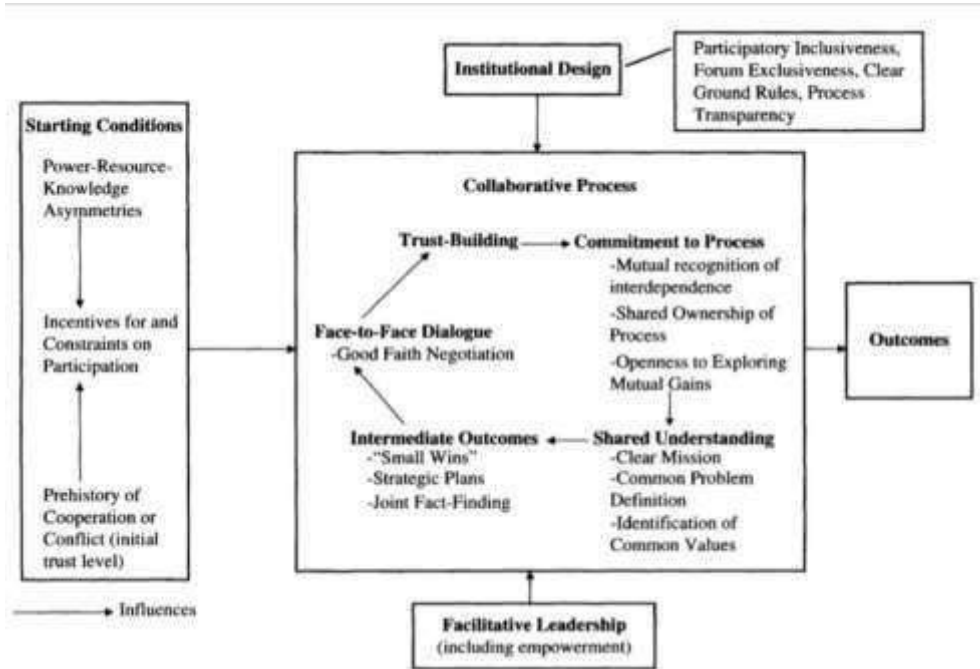 Institutional Design
Participatory Inclusiveness,
Forum Exclusiveness, Clear
Ground Rules, Process
Transparency
Starting Conditions
Power-Resource-
Knowledge
Asymmetries
Incentives for and
Constraints on
Participation
Prehistory of
Cooperation or
Conflict (initial
trust level)
Influences
Collaborative Process
Trust-Building
Commitment to Process
-Mutual recognition of
interdependence
-Shared Ownership of
Process
-Openness to Exploring
Mutual Gains
Face-to-Face Dialogue
-Good Faith Negotiation
Intermediate Outcomes
-"Small Wins"
-Strategic Plans
-Joint Fact-Finding
Shared Understanding
-Clear Mission
-Common Problem
Definition
-Identification of
Common Values
Outcomes
Facilitative Leadership
(including empowerment)